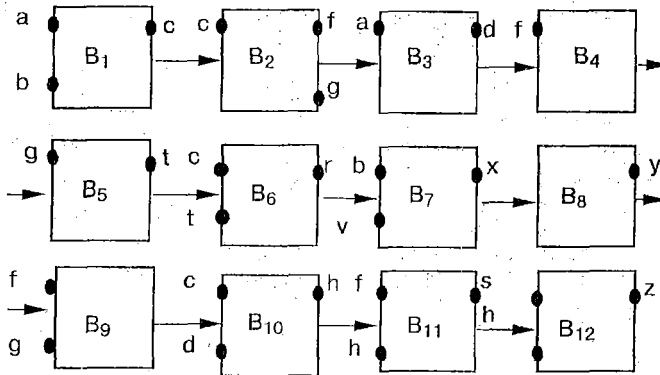 a c c f a d f
B1 B2 B3 B4
b g
g t c r b x y
B5 B6 B7 B8
t v
f c h f s z
h
B9 B10 B11 B12
g d h